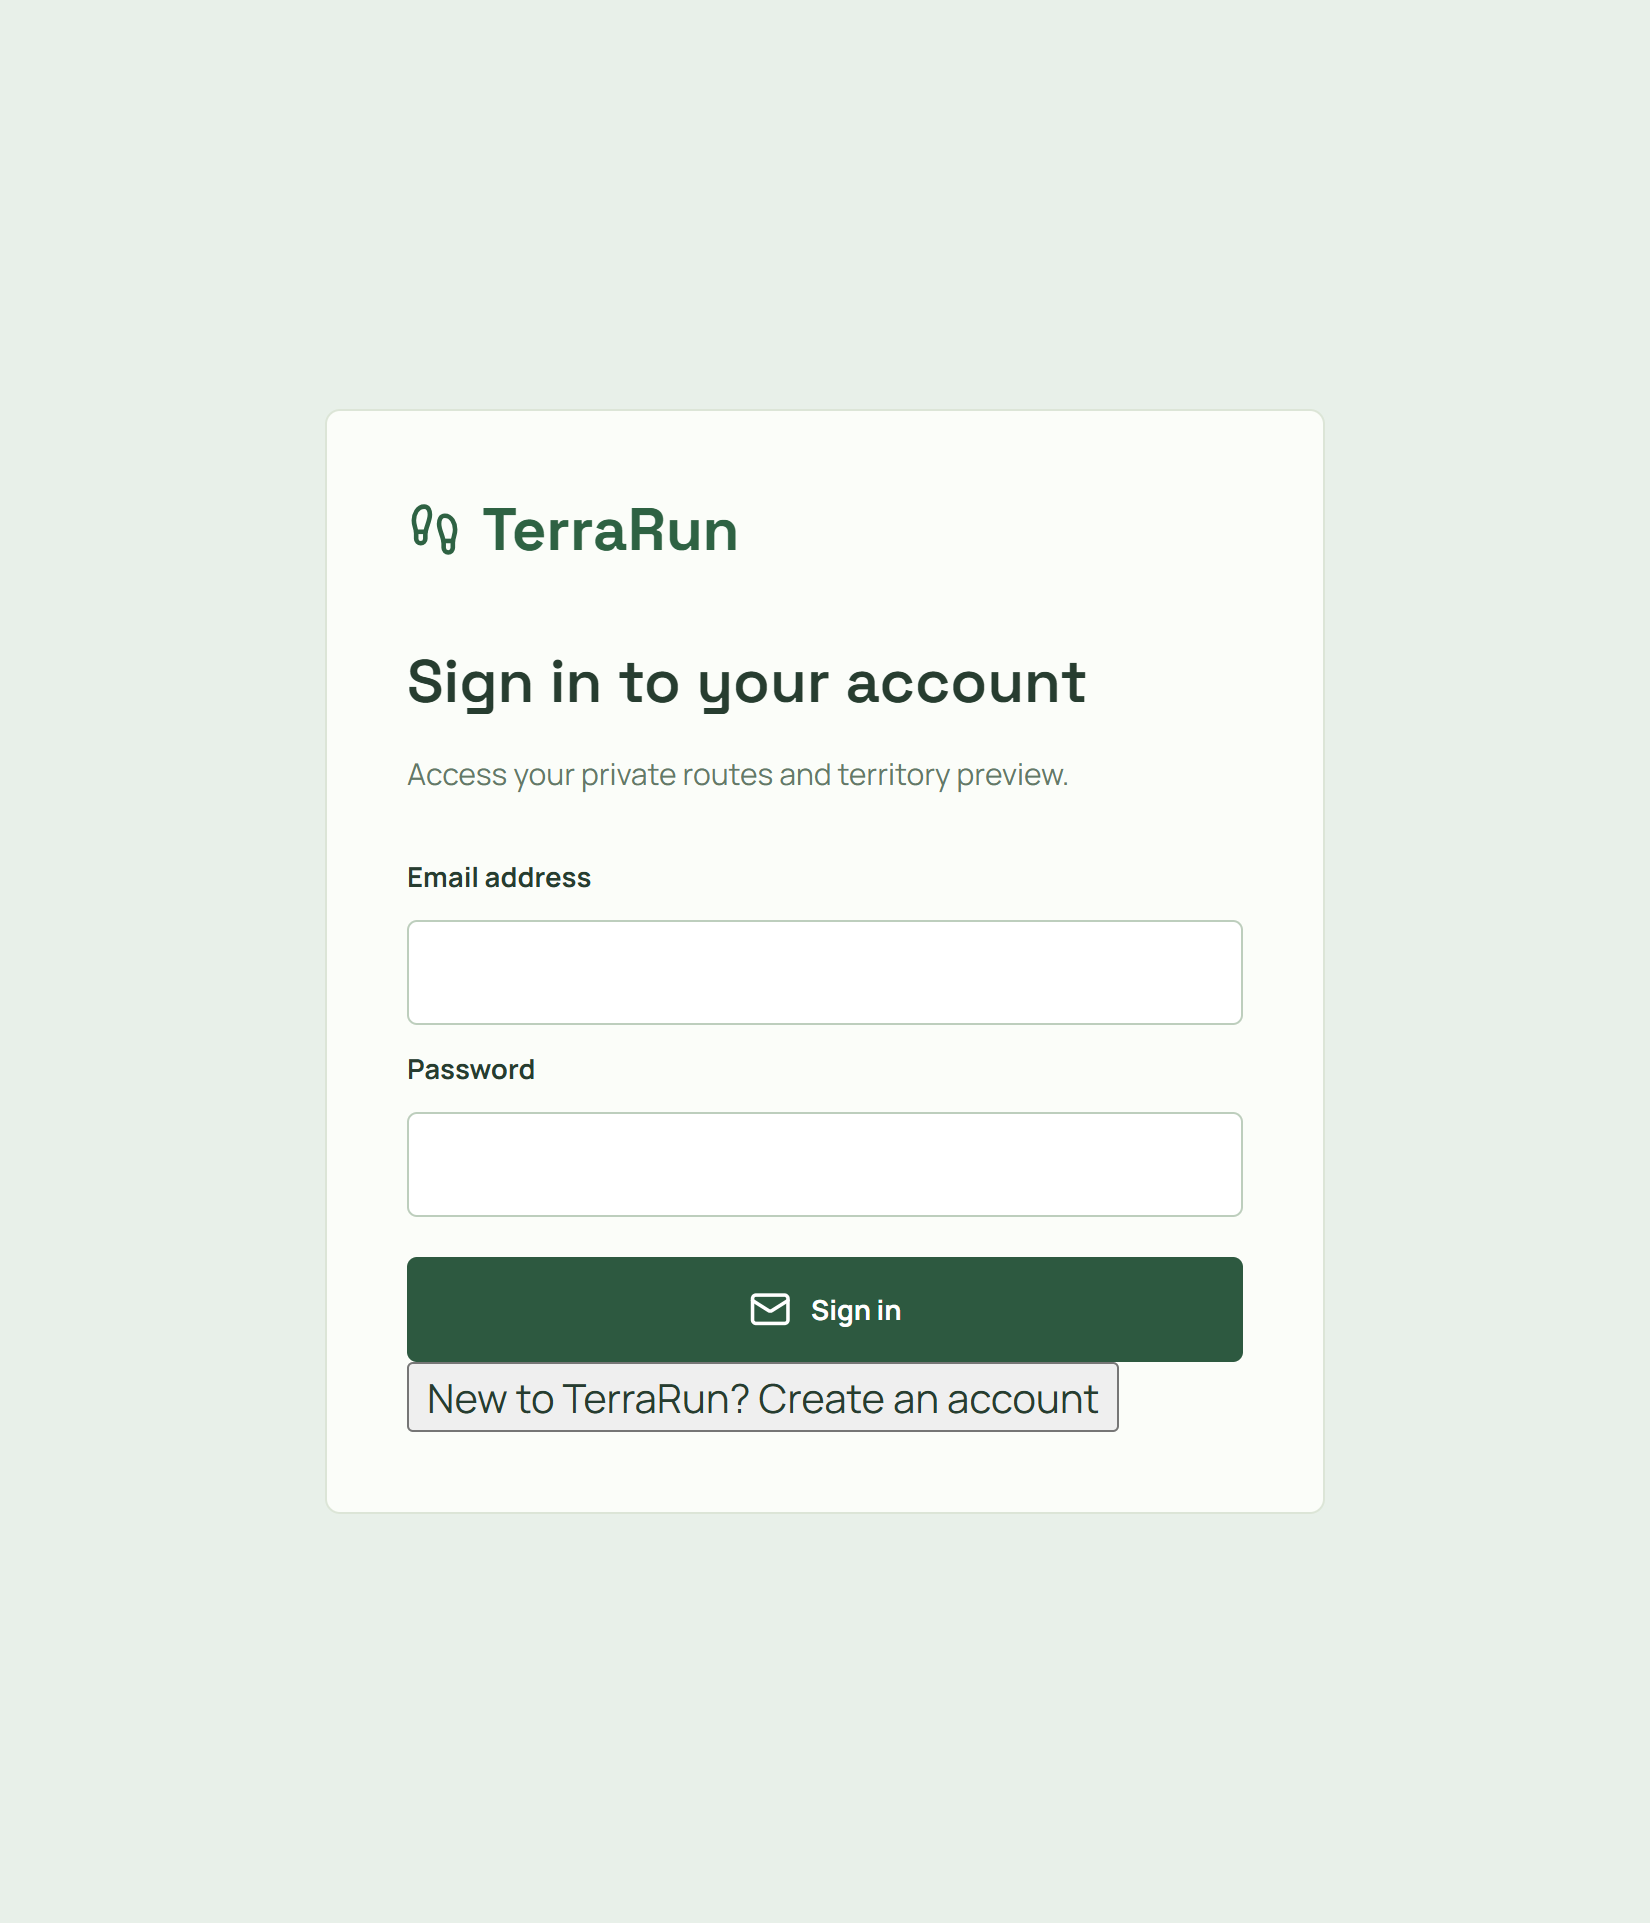 TerraRun
Sign in to your account
Access your private routes and territory preview.
Email address
Password
Sign in
New to TerraRun? Create an account